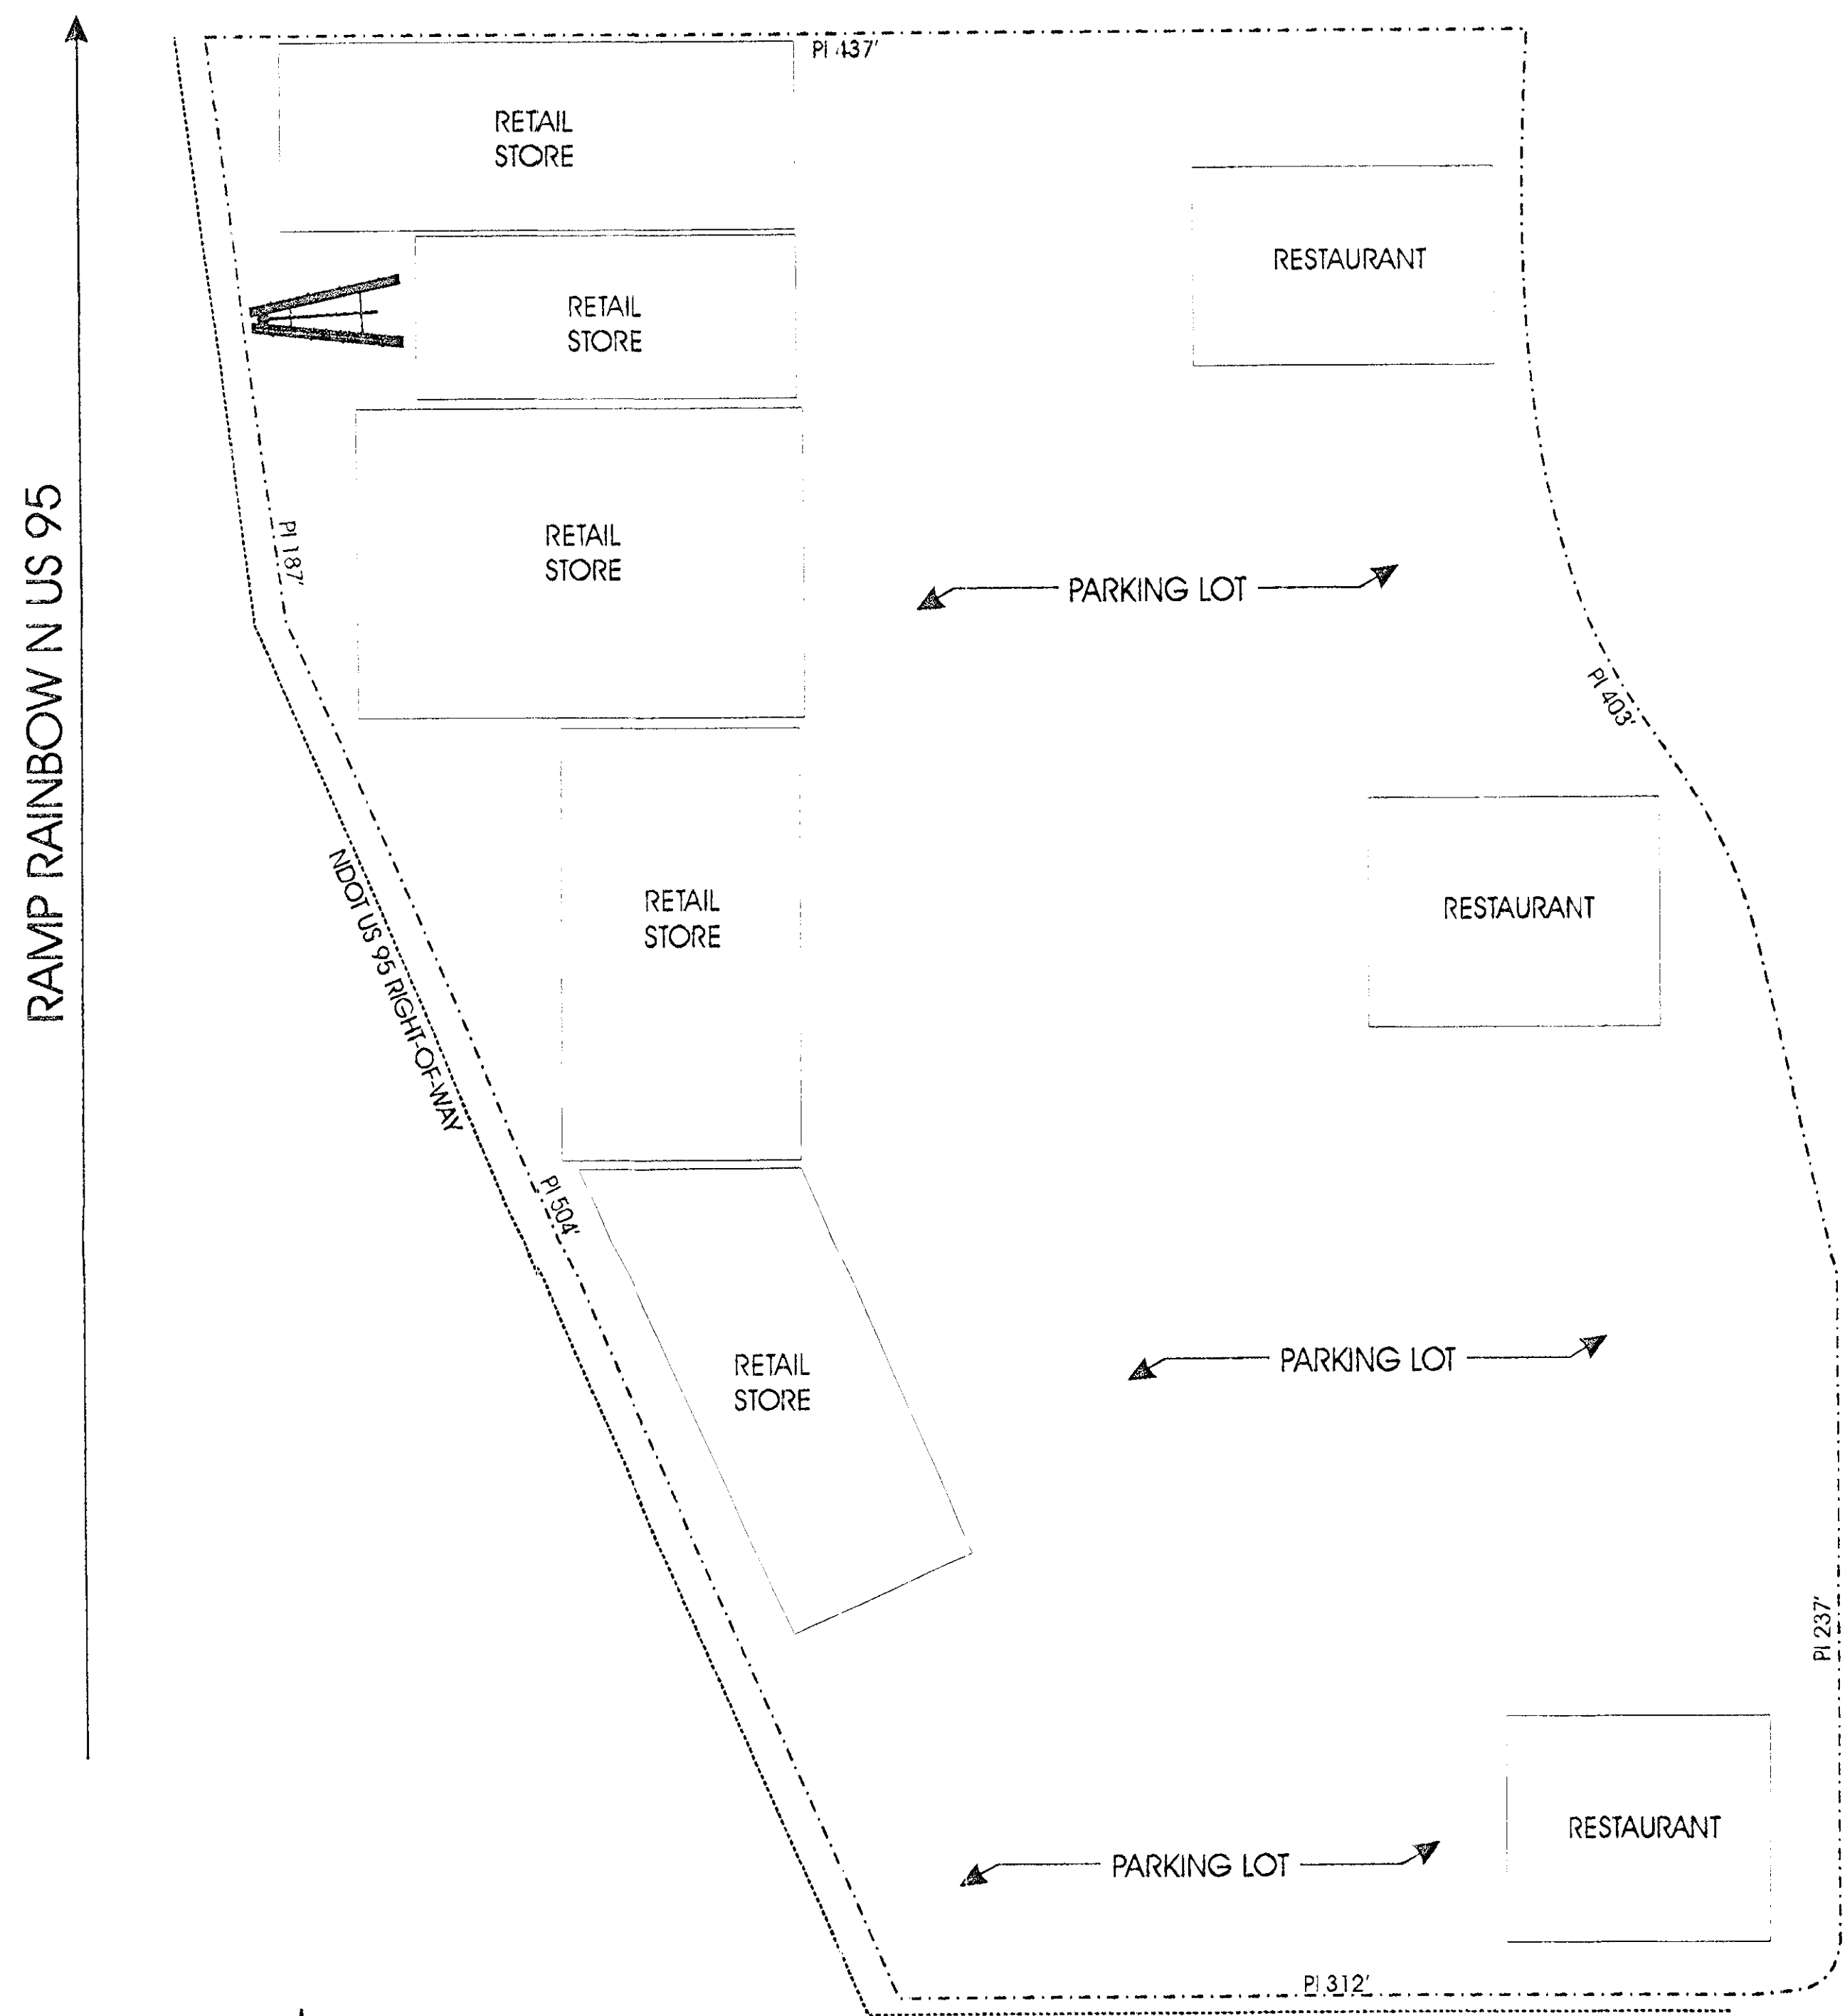 PI 437'
RETAIL
STORE
RESTAURANT
RETAIL
STORE
RAMP RAINBOW N US 95
PI 187'
RETAIL
STORE
PARKING LOT
PI 403'
NDOT US 95 RIGHT-OF-WAY
RETAIL
STORE
RESTAURANT
PI 504'
RETAIL
STORE
PARKING LOT
PI 237'
RESTAURANT
PARKING LOT
PI 312'